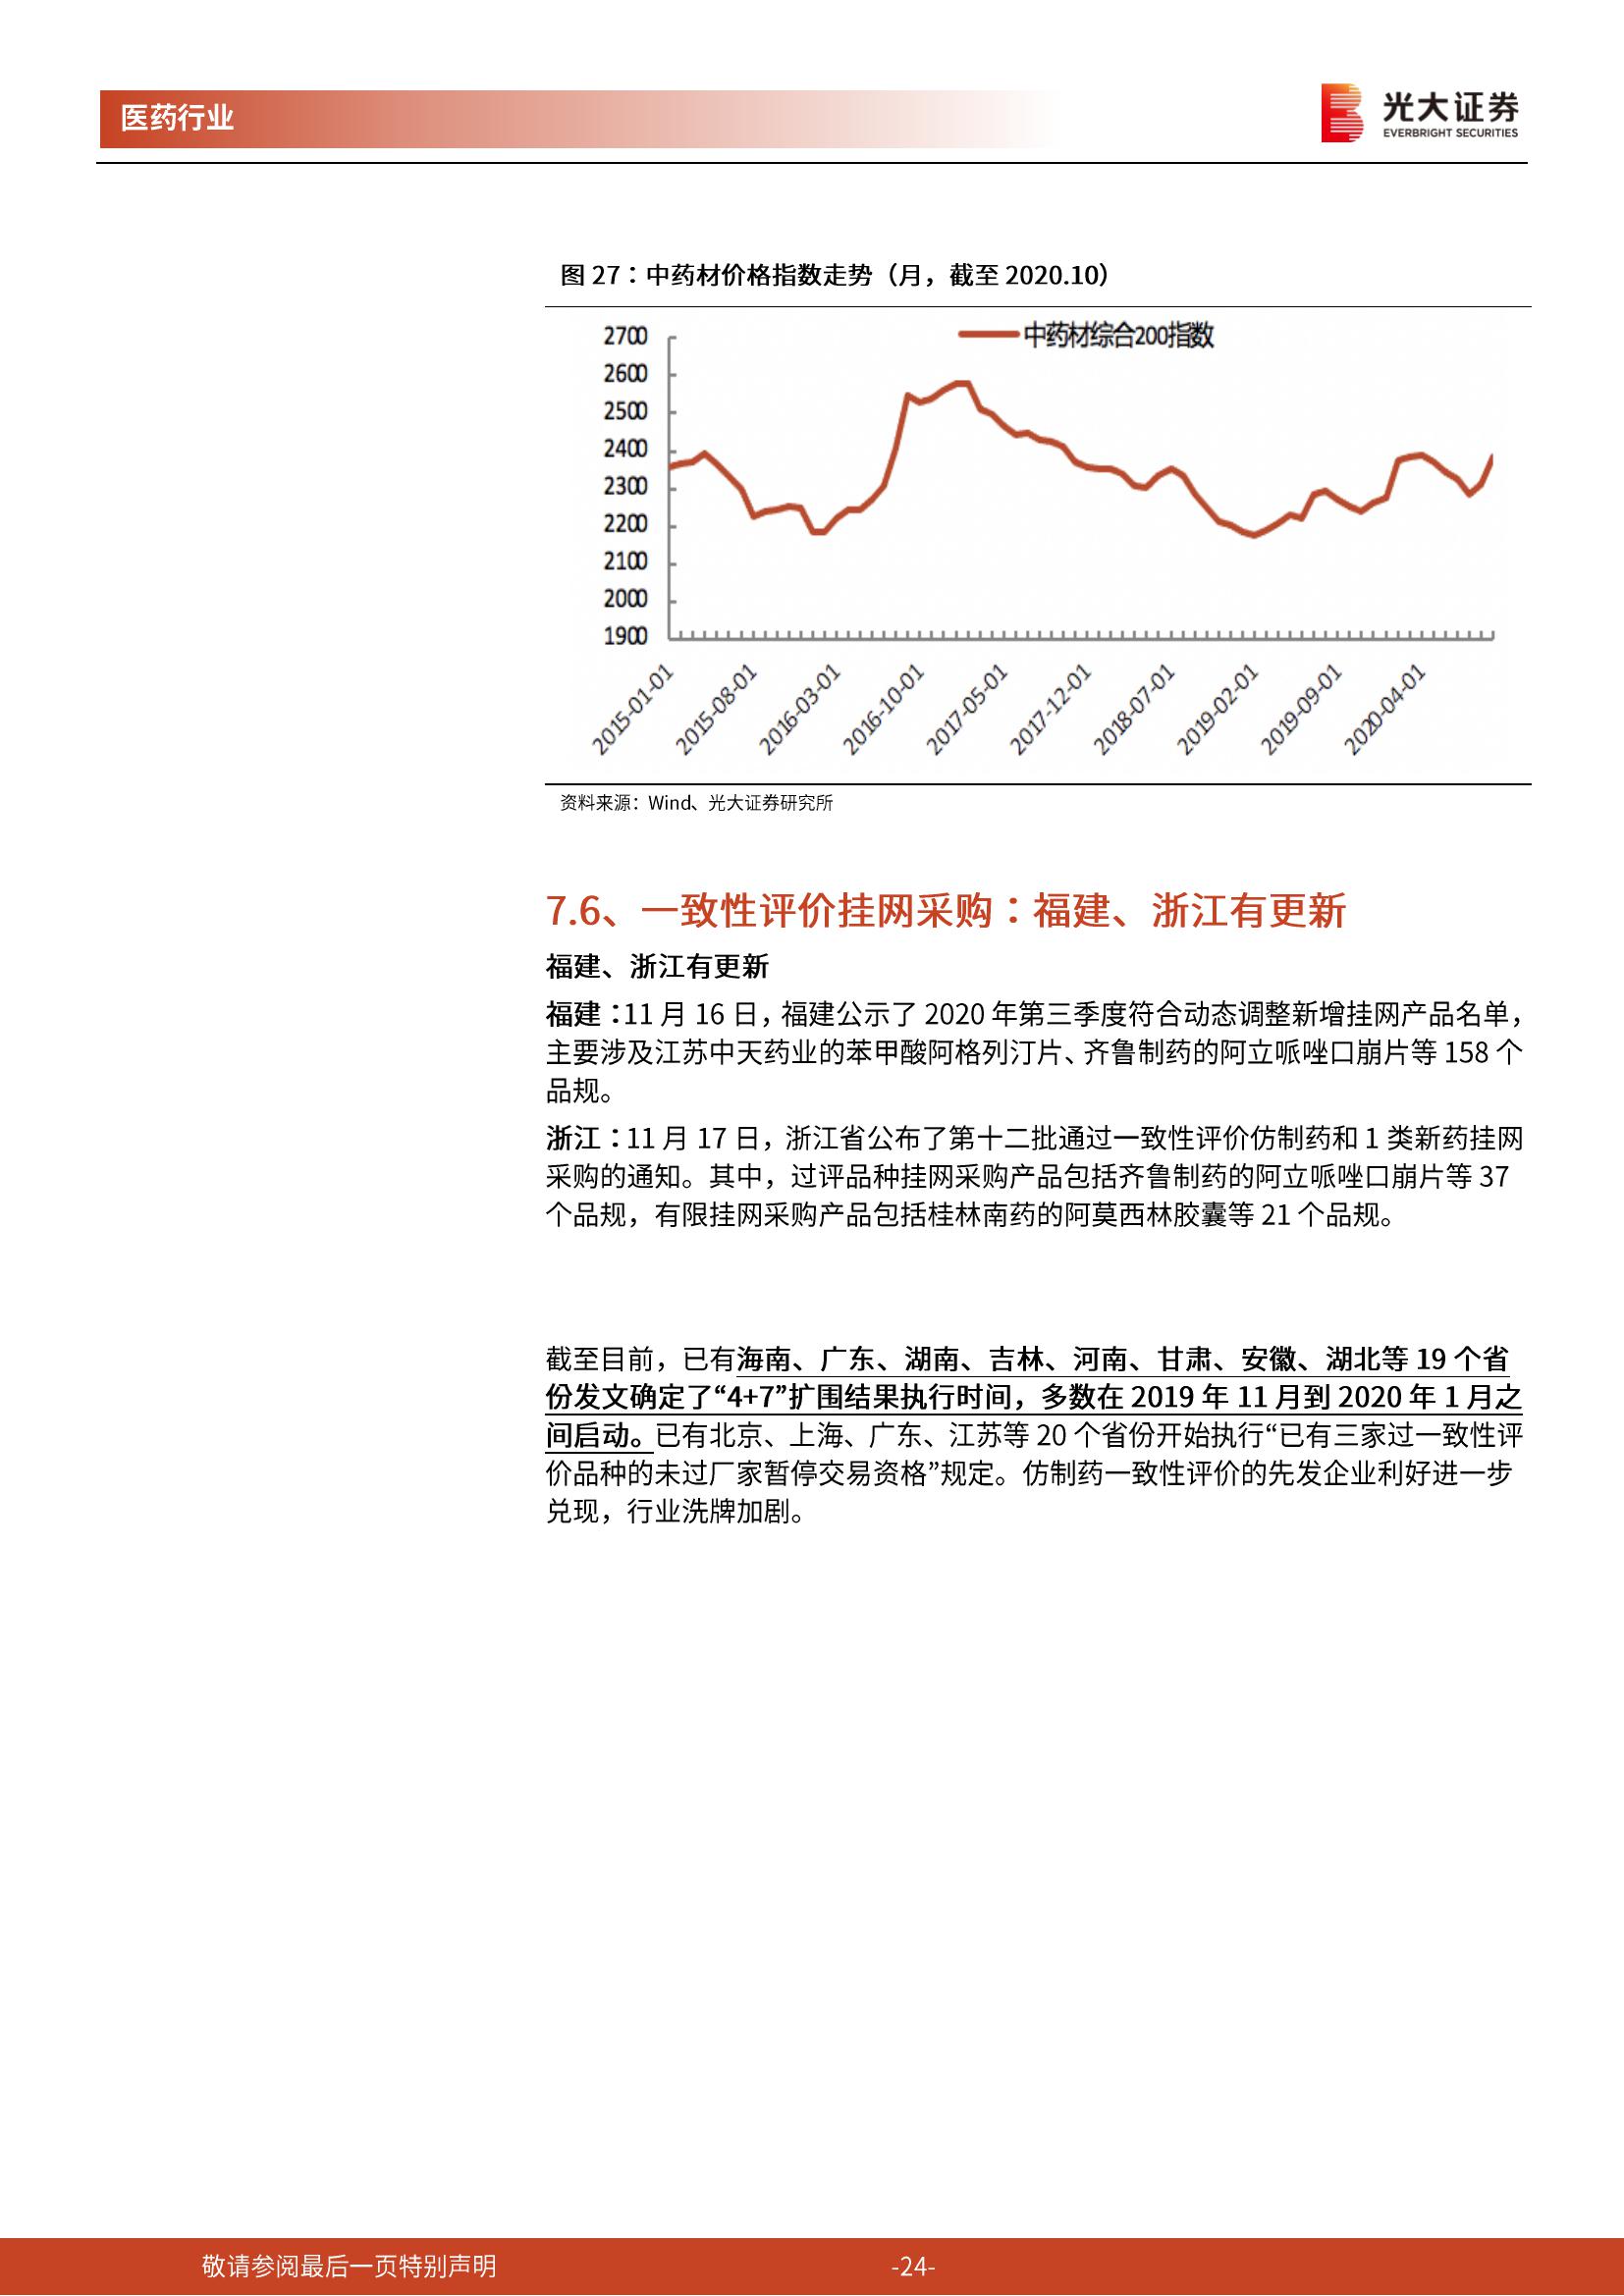 医药行业
光大证券
EVERBRIGHT SECURITIES
图 27：中药材价格指数走势（月，截至 2020.10）
中药材综合200指数
2700
2600
2500
2400
2300
2200
2100
2000
1900
2015-01-01
2015-08-01
2016-03-01
2016-10-01
2017-05-01
2017-12-01
2018-07-01
2019-02-01
2019-09-01
2020-04-01
资料来源：Wind、光大证券研究所
7.6、一致性评价挂网采购：福建、浙江有更新
福建、浙江有更新
福建：11 月 16 日，福建公示了 2020 年第三季度符合动态调整新增挂网产品名单，
主要涉及江苏中天药业的苯甲酸阿格列汀片、齐鲁制药的阿立哌唑口崩片等 158 个
品规。
浙江：11 月 17 日，浙江省公布了第十二批通过一致性评价仿制药和 1 类新药挂网
采购的通知。其中，过评品种挂网采购产品包括齐鲁制药的阿立哌唑口崩片等 37
个品规，有限挂网采购产品包括桂林南药的阿莫西林胶囊等 21 个品规。
截至目前，已有海南、广东、湖南、吉林、河南、甘肃、安徽、湖北等 19 个省
份发文确定了“4+7”扩围结果执行时间，多数在 2019 年 11 月到 2020 年 1 月之
间启动。已有北京、上海、广东、江苏等 20 个省份开始执行“已有三家过一致性评
价品种的未过厂家暂停交易资格”规定。仿制药一致性评价的先发企业利好进一步
兑现，行业洗牌加剧。
敬请参阅最后一页特别声明
-24-